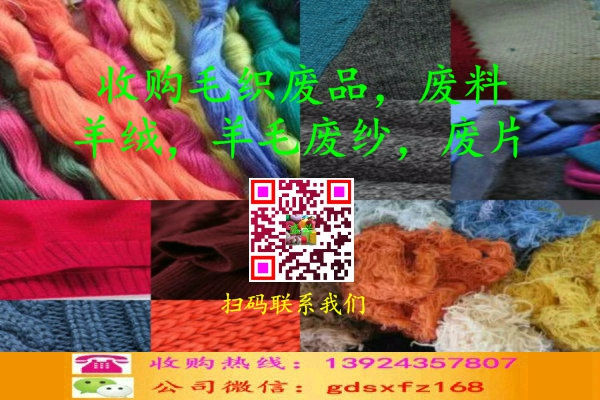 收购毛织废品，废料
羊绒，羊毛废纱，废片
扫码联系我们
收购热线：13924357807
公司微信：gdsxfz168